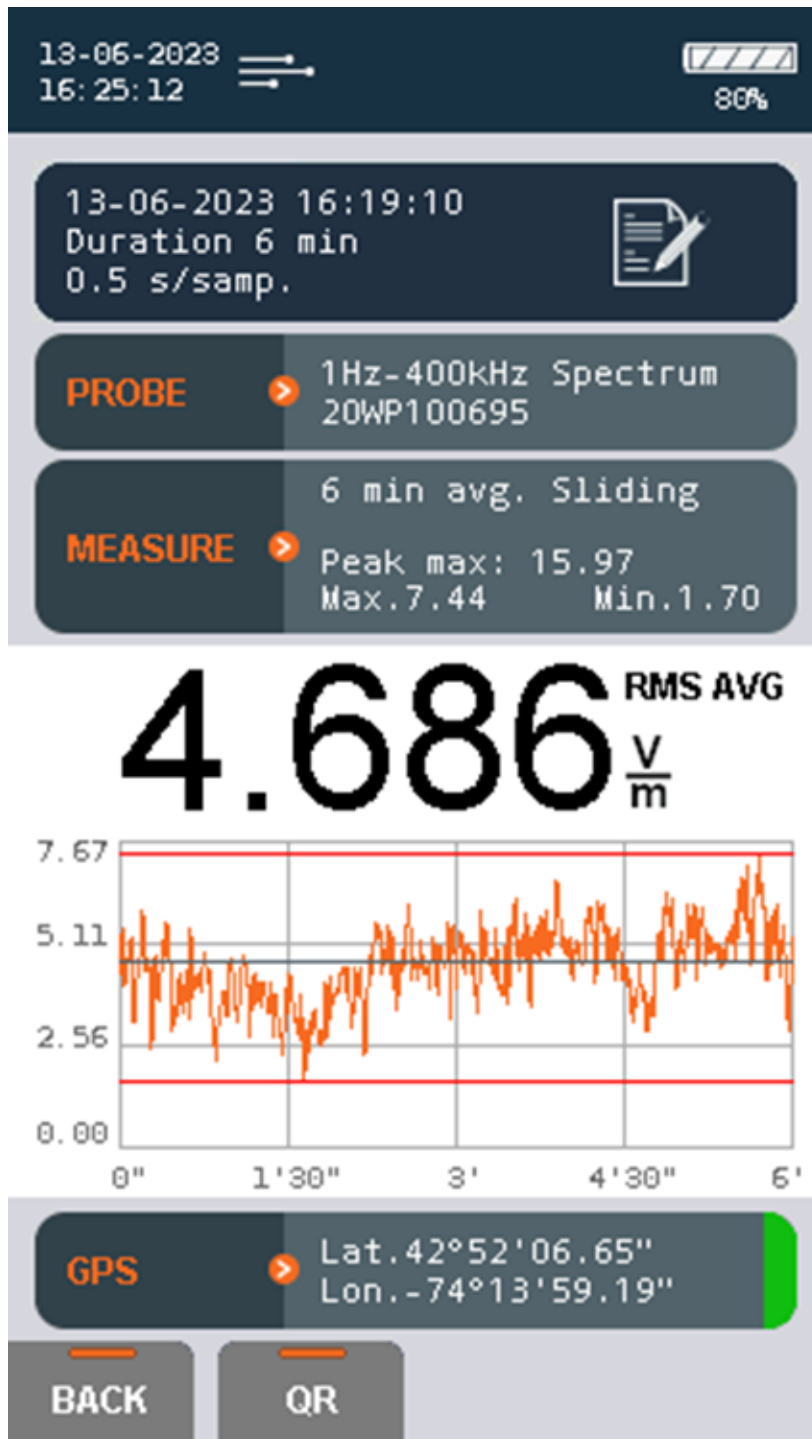 13-06-2023
16:25:12
80%
13-06-2023 16:19:10
Duration 6 min
0.5 s/samp.
PROBE
1Hz-400kHz Spectrum
20WP100695
MEASURE
6 min avg. Sliding
Peak max: 15.97
Max.7.44 Min.1.70
4.686 RMS AVG
V
m
7.67
5.11
2.56
0.00
0" 1'30" 3' 4'30" 6'
GPS
Lat.42°52'06.65"
Lon.-74°13'59.19"
BACK QR